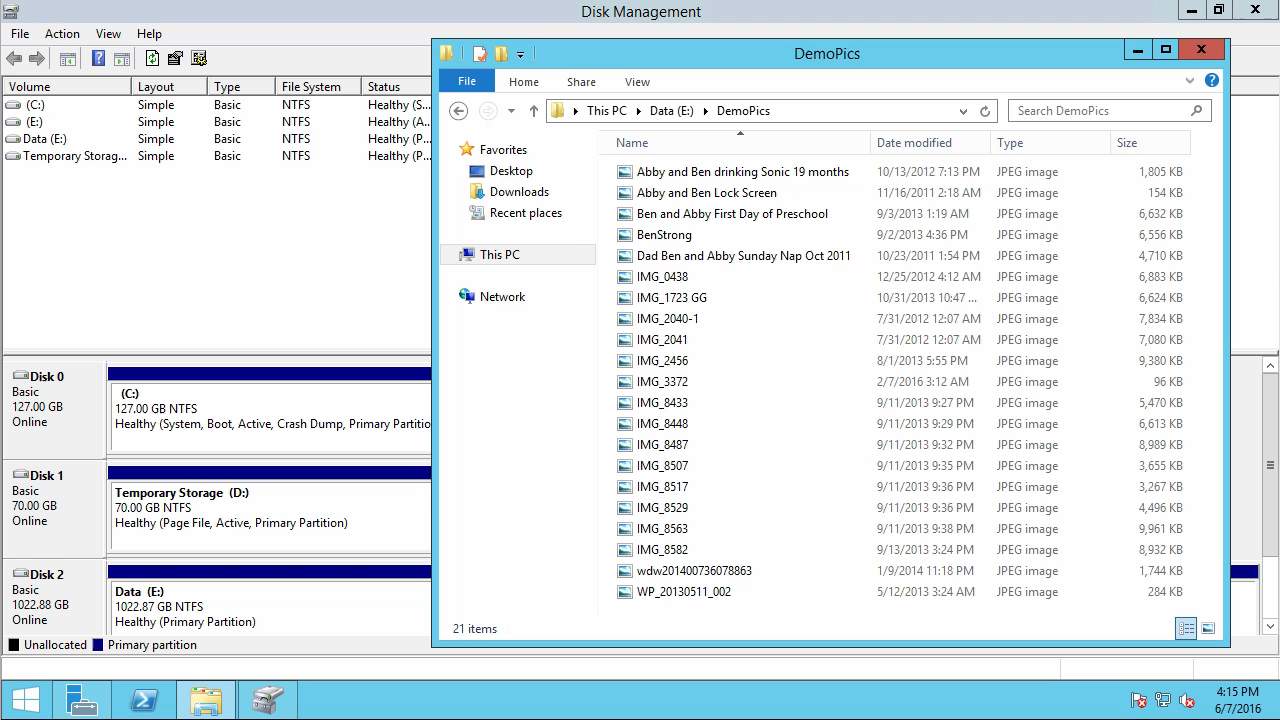 Disk Management
File Action View Help
Volume Layout Type File System Status
(C:) Simple Basic NTFS Healthy (S...
(E:) Simple Basic NTFS Healthy (A...
Data (E:) Simple Basic NTFS Healthy (P...
Temporary Storag... Simple Basic NTFS Healthy (P...
Disk 0
Basic
127.00 GB
Online
(C:)
127.00 GB NTFS
Healthy (System, Boot, Active, Crash Dump, Primary Partitio
Disk 1
Basic
70.00 GB
Online
Temporary Storage (D:)
70.00 GB NTFS
Healthy (Page File, Active, Primary Partition)
Disk 2
Basic
1022.88 GB
Online
Data (E:)
1022.87 GB NTFS
Healthy (Primary Partition)
Unallocated Primary partition
DemoPics
File Home Share View
This PC Data (E:) DemoPics
Search DemoPics
Favorites
Desktop
Downloads
Recent places
This PC
Network
Name Date modified Type Size
Abby and Ben drinking Sonic 19 months 10/13/2012 7:13 PM JPEG image 1,805 KB
Abby and Ben Lock Screen 11/16/2011 2:18 AM JPEG image 154 KB
Ben and Abby First Day of Preschool 9/3/2013 1:19 AM JPEG image 6,632 KB
BenStrong 9/2/2013 4:36 PM JPEG image 6,556 KB
Dad Ben and Abby Sunday Nap Oct 2011 10/23/2011 1:54 PM JPEG image 4,710 KB
IMG_0438 12/25/2012 4:12 AM JPEG image 6,883 KB
IMG_1723 GC 10/31/2013 10:47 ... JPEG image 6,624 KB
IMG_2040-1 7/31/2012 12:07 AM JPEG image 7,834 KB
IMG_2041 7/31/2012 12:07 AM JPEG image 7,080 KB
IMG_2456 5:55 PM JPEG image 380 KB
IMG_3372 3:12 AM JPEG image 96 KB
IMG_8433 9/11/2013 9:27 PM JPEG image 5,470 KB
IMG_8448 9/11/2013 9:29 PM JPEG image 6,613 KB
IMG_8487 9/11/2013 9:32 PM JPEG image 8,989 KB
IMG_8507 9/11/2013 9:35 PM JPEG image 3,655 KB
IMG_8517 9/11/2013 9:36 PM JPEG image 5,267 KB
IMG_8529 9/11/2013 9:36 PM JPEG image 4,496 KB
IMG_8563 9/11/2013 9:38 PM JPEG image 9,961 KB
IMG_8582 9/13/2013 3:24 PM JPEG image 8,932 KB
wdw201400736078863 1/9/2014 11:18 PM JPEG image 1,744 KB
WP_20130511_002 5/12/2013 3:24 AM JPEG image 284 KB
21 items
4:15 PM
6/7/2016